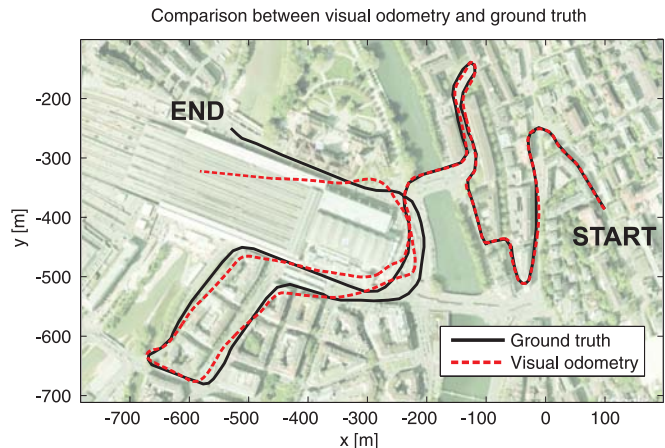 Comparison between visual odometry and ground truth
-200
-300
-400
-500
-600
-700
y [m]
END
START
Ground truth
Visual odometry
-700 -600 -500 -400 -300 -200 -100 0 100
x [m]